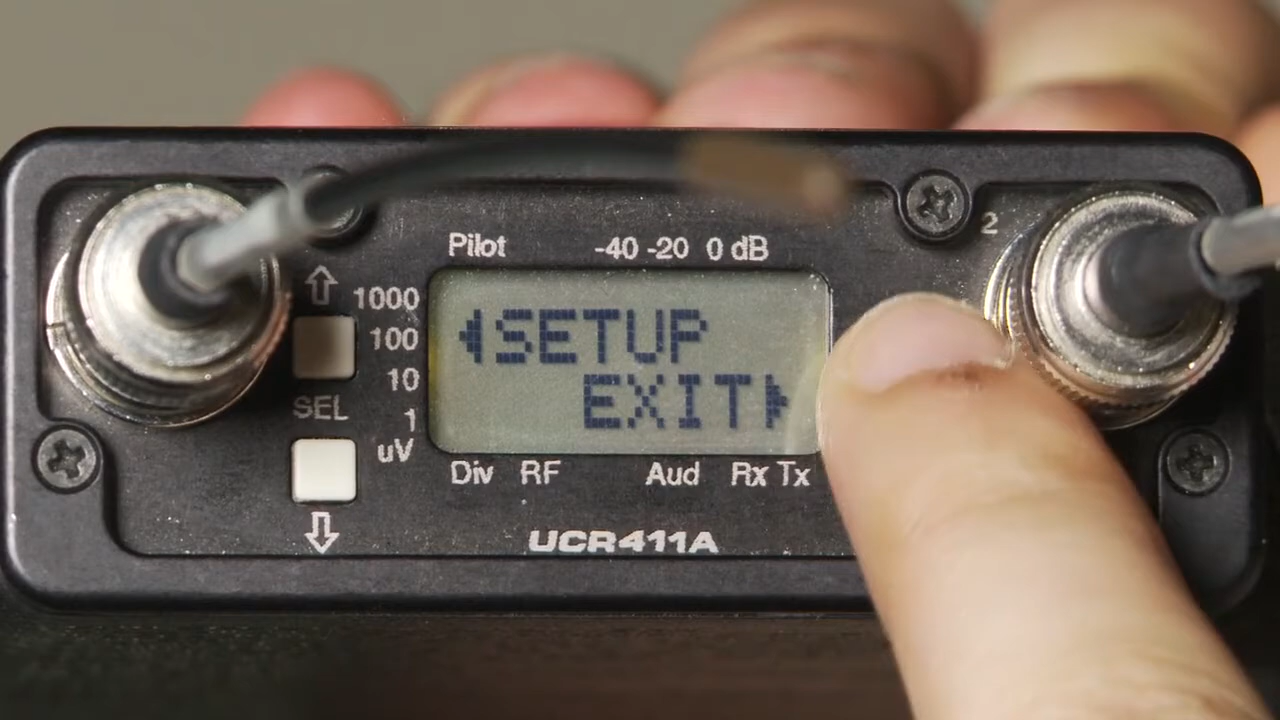 2
Pilot -40 -20 0 dB
1000
100
10
1
uV
SEL
SETUP
EXIT
Div RF Aud Rx Tx
UCR411A